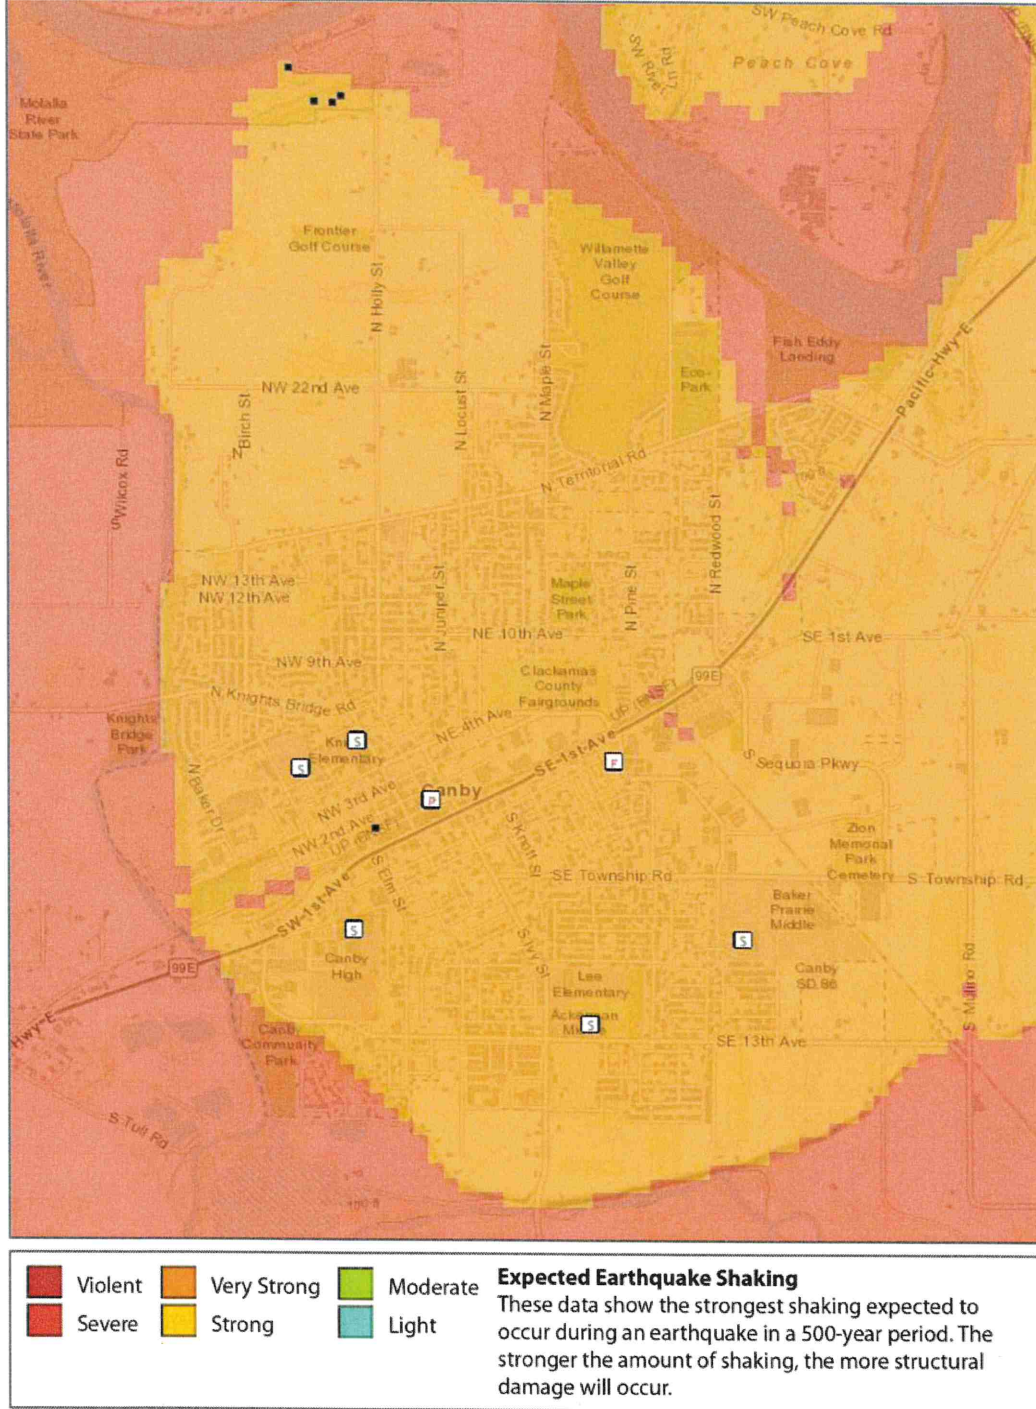 SW Peach Cove Rd
SW River
Peach Cove
Molalla
River
State Park
Molalla River
Frontier
Golf Course
Willamette
Valley
Golf
Course
N Holly St
Pacific-Hwy-E
Fish Eddy
Landing
Eco-
Park
N Maple St
NW 22nd Ave
N Locust St
N Birch St
N Territorial Rd
S Wilcox Rd
N Redwood St
NW 13th Ave
NW 12th Ave
N Juniper St
Maple
Street
Park
N Pine St
NE 10th Ave
SE 1st Ave
NW 9th Ave
Clackamas
County
Fairgrounds
99E
N Knights Bridge Rd
NE 4th Ave
Knights
Bridge
Park
S
Elementary
S
SE-1st-Ave
F
S Sequoia Pkwy
N Baker Dr
NW 3rd Ave
Canby
P
NW 2nd Ave
S Knott St
S Elm St
Zion
Memorial
Park
Cemetery
SE Township Rd
S Township Rd
SW-1st-Ave
Baker
Prairie
Middle
S
S
Canby
High
S Ivy St
99E
Lee
Elementary
Canby
SD 86
S Mulino Rd
Hwy-E
Ackerman
Middle
S
SE 13th Ave
Canby
Community
Park
S Tull Rd
Violent
Severe
Very Strong
Strong
Moderate
Light
Expected Earthquake Shaking
These data show the strongest shaking expected to
occur during an earthquake in a 500-year period. The
stronger the amount of shaking, the more structural
damage will occur.